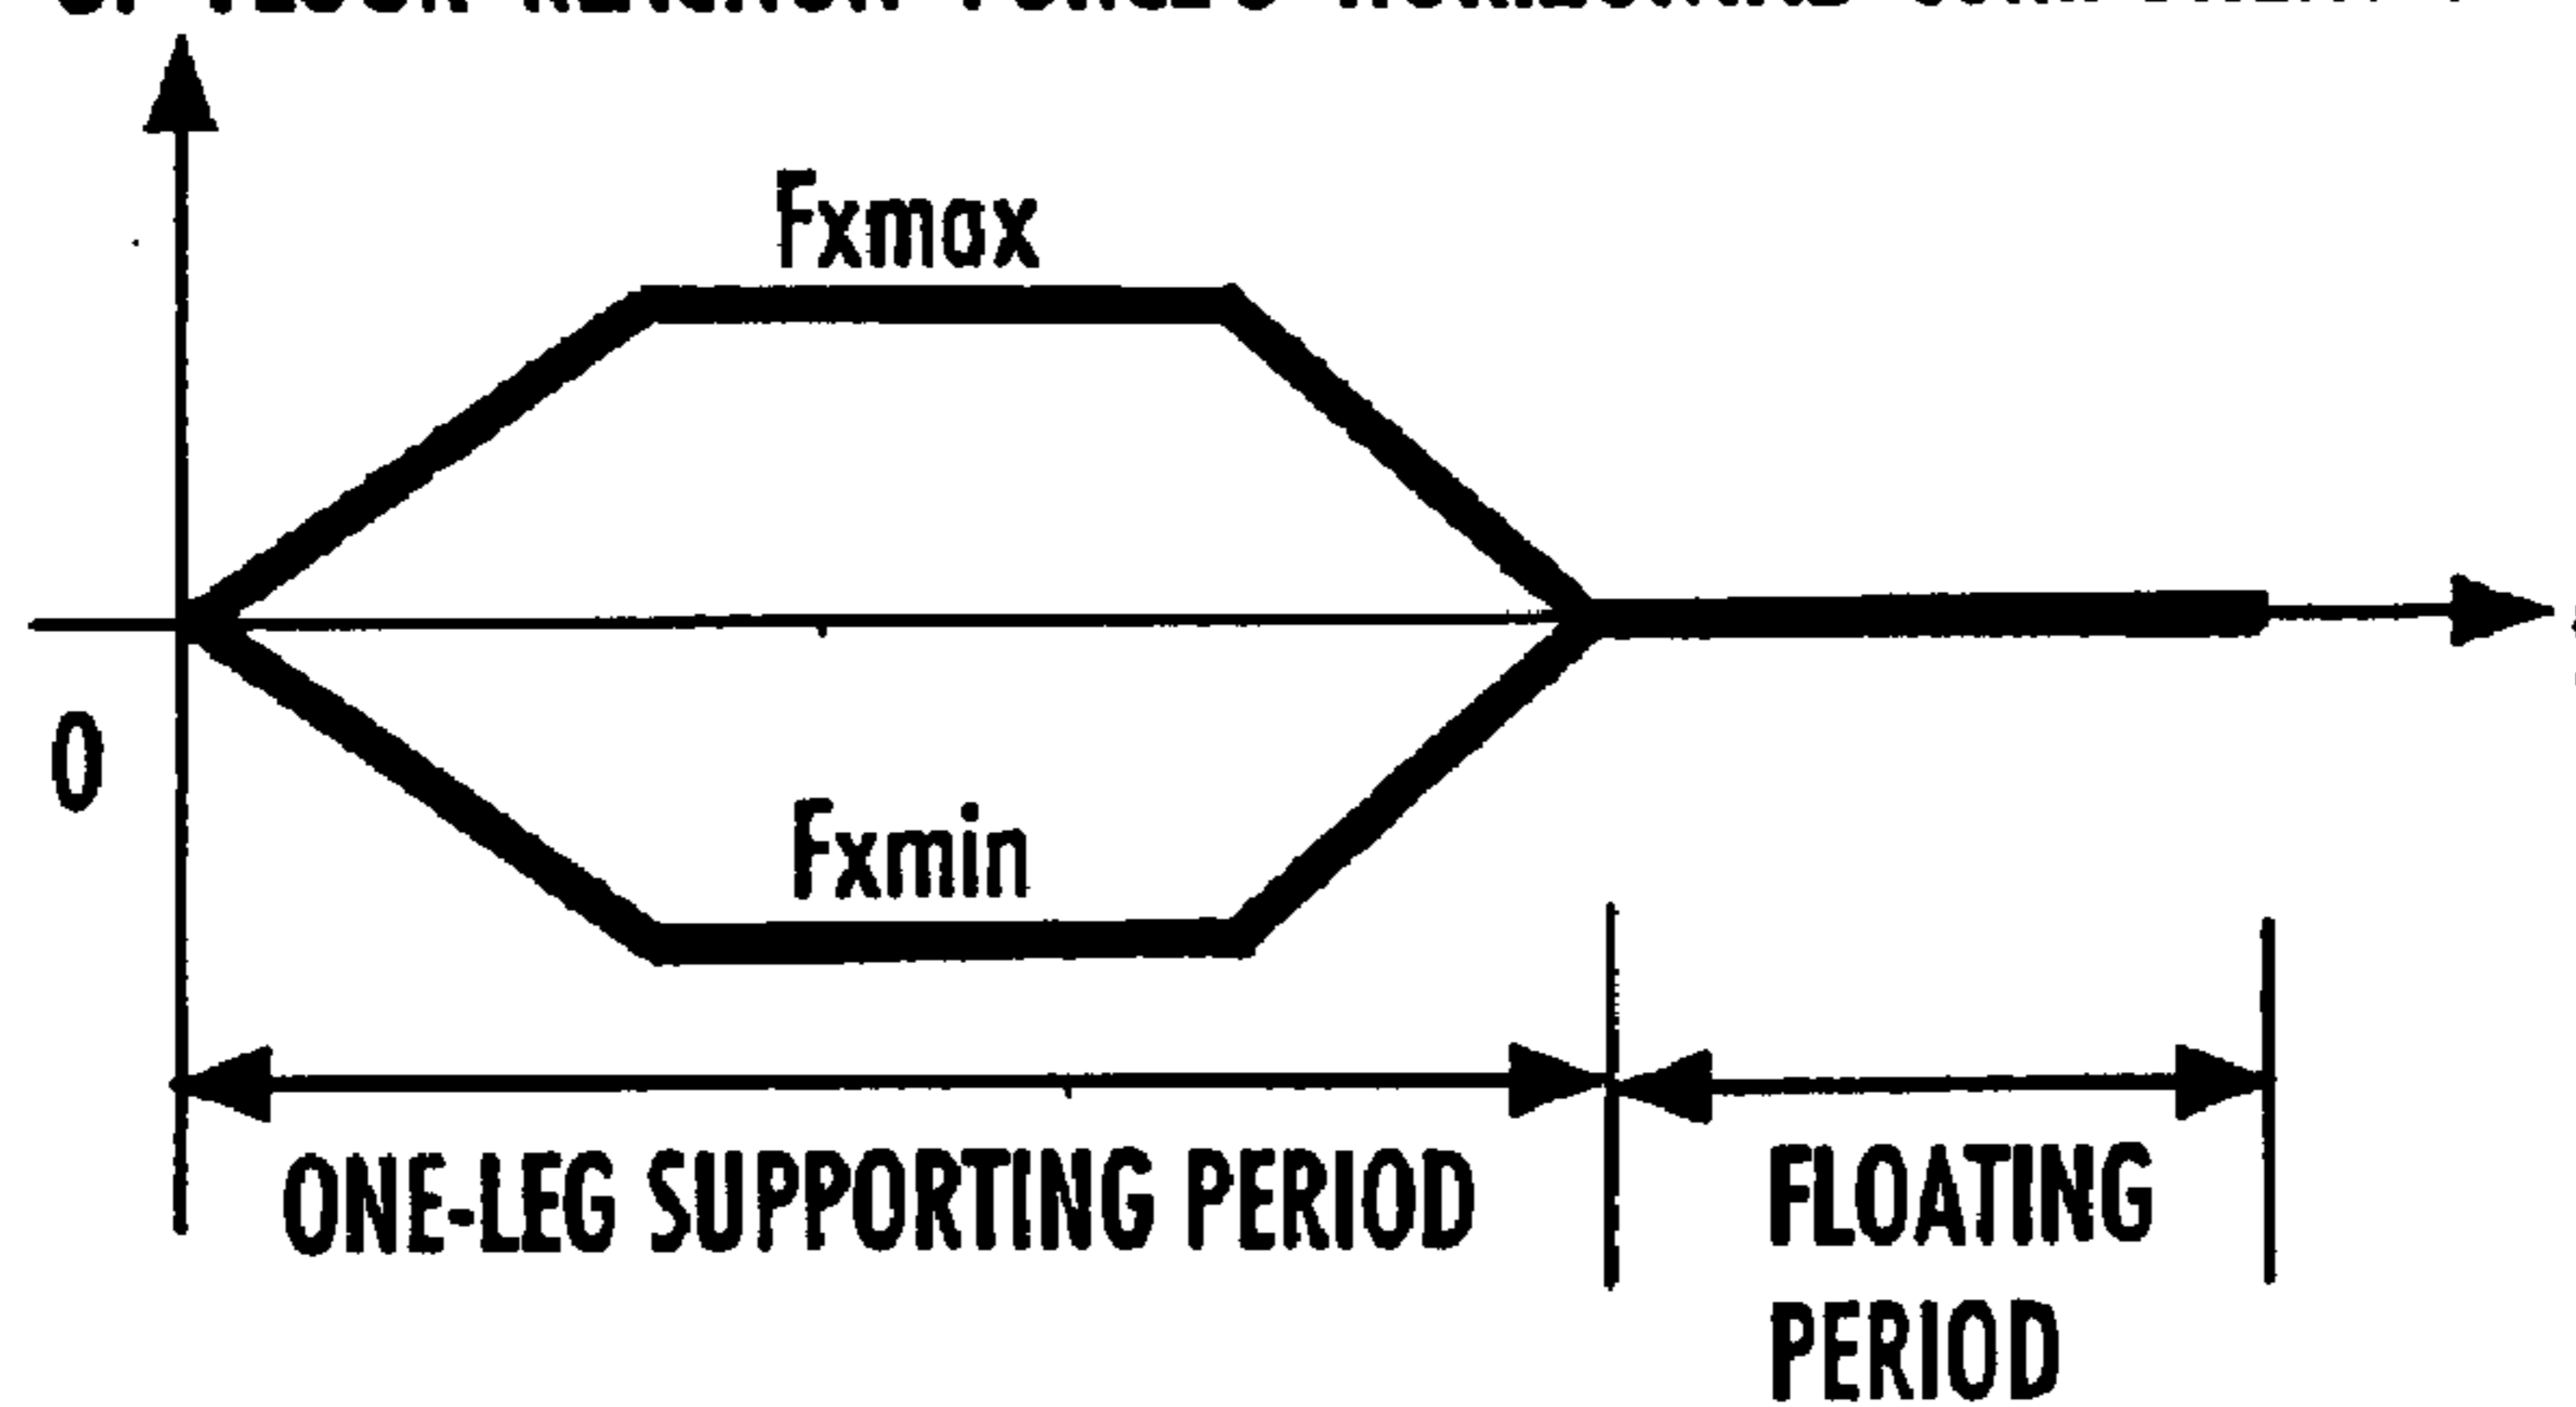 Fxmax
0
Fxmin
ONE-LEG SUPPORTING PERIOD
FLOATING
PERIOD